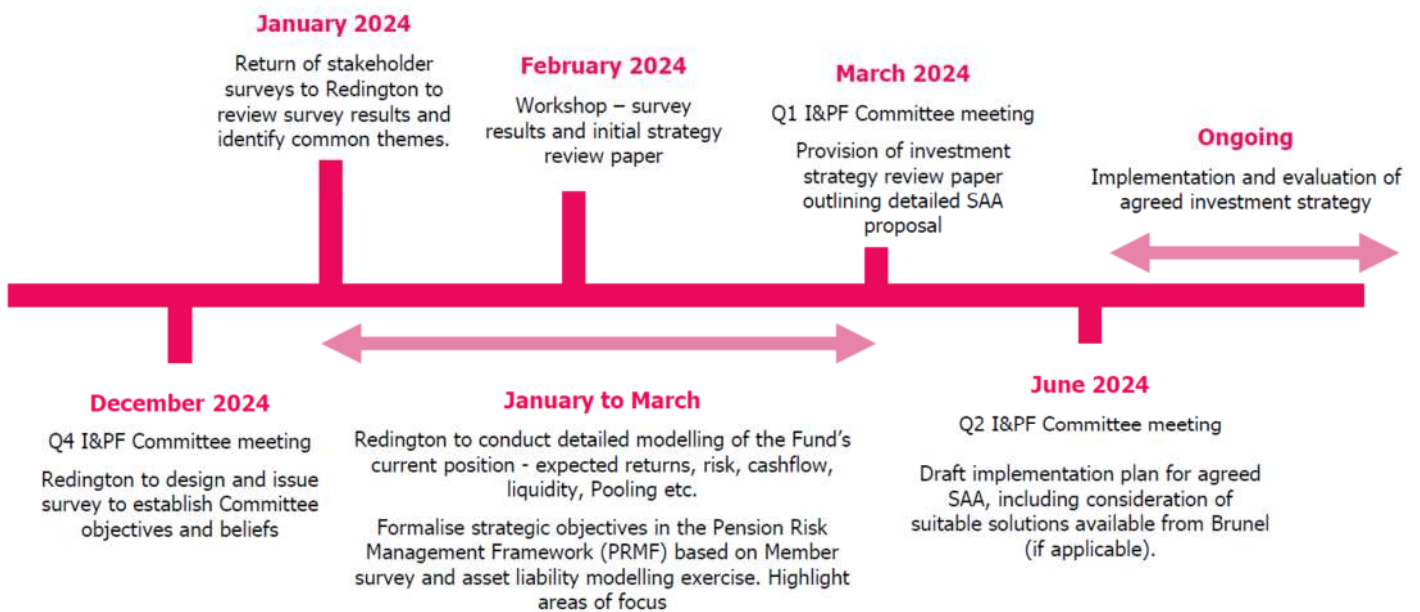 January 2024
Return of stakeholder
surveys to Redington to
review survey results and
identify common themes.
February 2024
Workshop – survey
results and initial strategy
review paper
March 2024
Q1 I&PF Committee meeting
Provision of investment
strategy review paper
outlining detailed SAA
proposal
Ongoing
Implementation and evaluation of
agreed investment strategy
December 2024
Q4 I&PF Committee meeting
Redington to design and issue
survey to establish Committee
objectives and beliefs
January to March
Redington to conduct detailed modelling of the Fund’s
current position - expected returns, risk, cashflow,
liquidity, Pooling etc.
Formalise strategic objectives in the Pension Risk
Management Framework (PRMF) based on Member
survey and asset liability modelling exercise. Highlight
areas of focus
June 2024
Q2 I&PF Committee meeting
Draft implementation plan for agreed
SAA, including consideration of
suitable solutions available from Brunel
(if applicable).